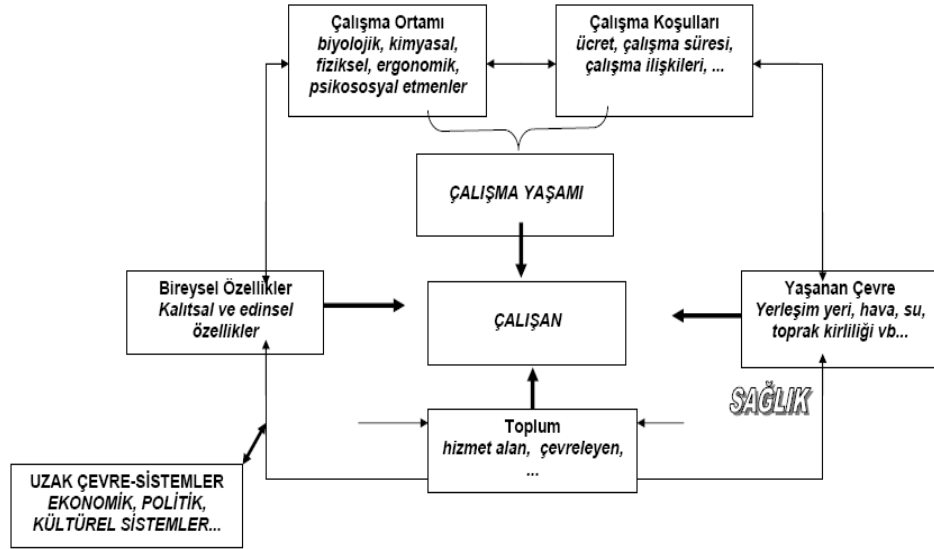 Çalışma Ortamı
biyolojik, kimyasal,
fiziksel, ergonomik,
psikososyal etmenler
Çalışma Koşulları
ücret, çalışma süresi,
çalışma ilişkileri, ...
ÇALIŞMA YAŞAMI
Bireysel Özellikler
Kalıtsal ve edinsel
özellikler
ÇALIŞAN
Yaşanan Çevre
Yerleşim yeri, hava, su,
toprak kirliliği vb...
SAĞLIK
Toplum
hizmet alan, çevreleyen,
...
UZAK ÇEVRE-SİSTEMLER
EKONOMİK, POLİTİK,
KÜLTÜREL SİSTEMLER...